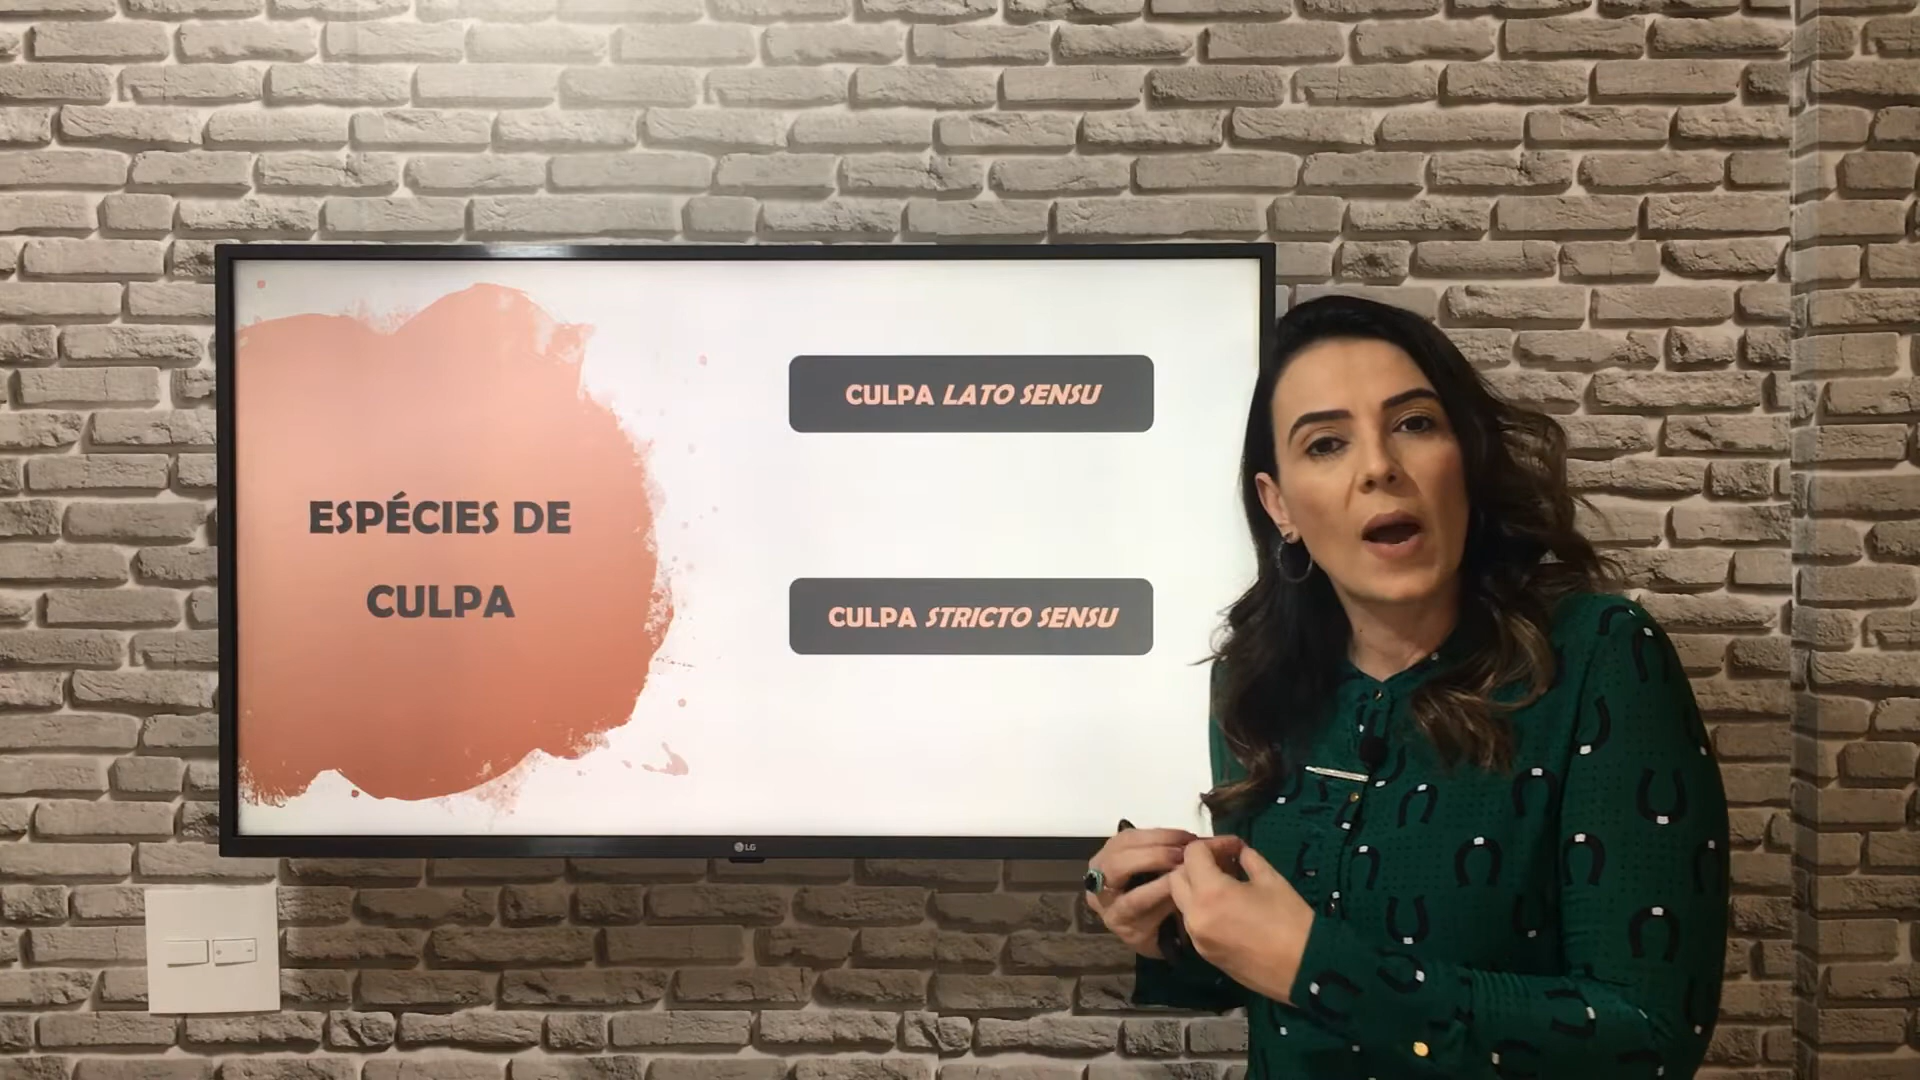 ESPÉCIES DE
CULPA
CULPA LATO SENSU
CULPA STRICTO SENSU
LG